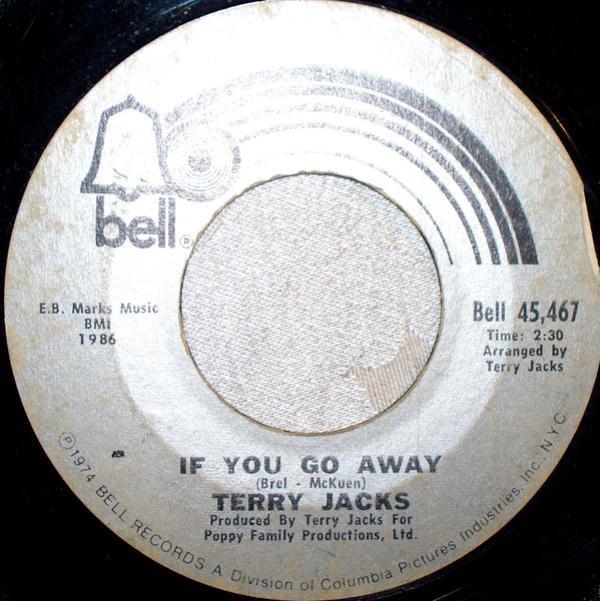 bell®
E.B. Marks Music
BMI
1986
Bell 45,467
Time: 2:30
Arranged by
Terry Jacks
IF YOU GO AWAY
(Brel - McKuen)
TERRY JACKS
Produced By Terry Jacks For
Poppy Family Productions, Ltd.
℗1974 BELL RECORDS A Division of Columbia Pictures Industries, Inc., N.Y.C.